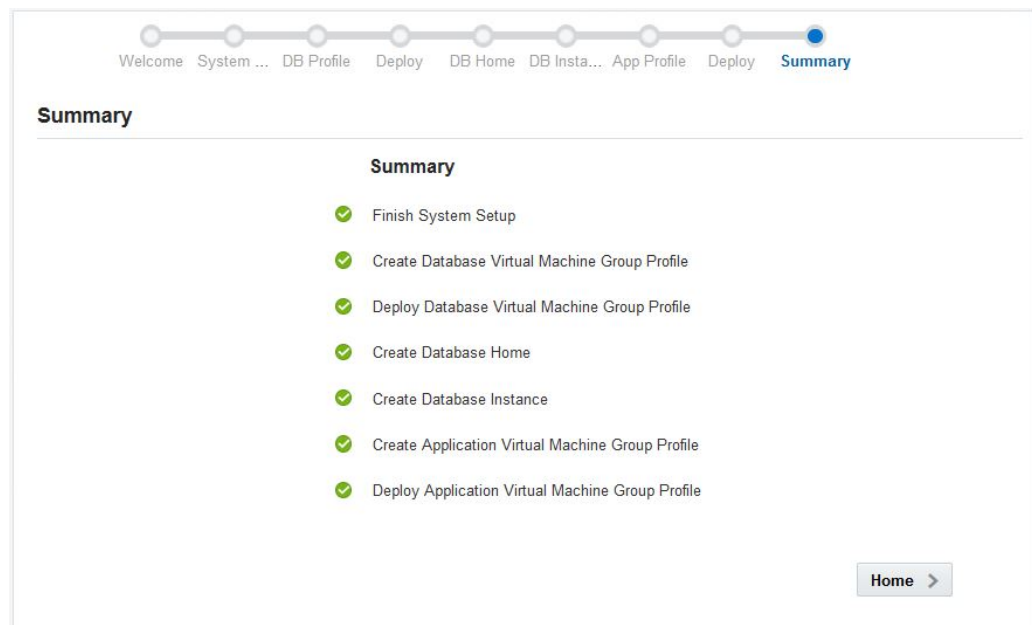 Welcome System ... DB Profile Deploy DB Home DB Insta... App Profile Deploy Summary
Summary
Summary
Finish System Setup
Create Database Virtual Machine Group Profile
Deploy Database Virtual Machine Group Profile
Create Database Home
Create Database Instance
Create Application Virtual Machine Group Profile
Deploy Application Virtual Machine Group Profile
Home